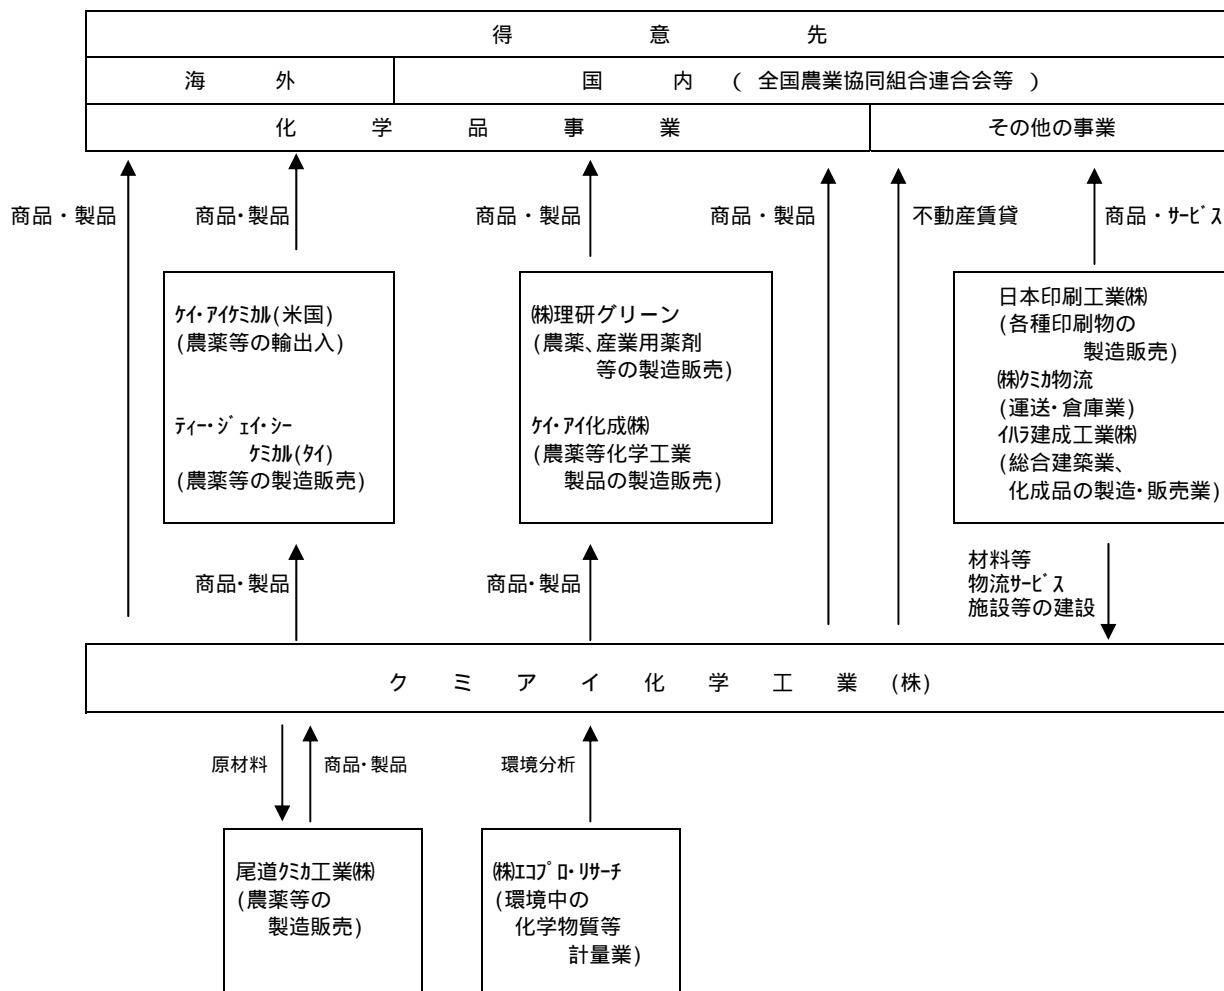 得意先
海外 国内 ( 全国農業協同組合連合会等 )
化学品事業 その他の事業
商品・製品 商品・製品 商品・製品 商品・製品 不動産賃貸 商品・サービス
ケイ・アイケミカル(米国)
(農薬等の輸出入)
ティー・ジェイ・シー
ケミカル(タイ)
(農薬等の製造販売)
㈱理研グリーン
(農薬、産業用薬剤
等の製造販売)
ケイ・アイ化成㈱
(農薬等化学工業
製品の製造販売)
日本印刷工業㈱
(各種印刷物の
製造販売)
㈱クミカ物流
(運送・倉庫業)
イハラ建成工業㈱
(総合建築業、
化成品の製造・販売業)
商品・製品 商品・製品
材料等
物流サービス
施設等の建設
クミアイ化学工業(株)
原材料 商品・製品 環境分析
尾道クミカ工業㈱
(農薬等の
製造販売)
㈱エコプロ・リサーチ
(環境中の
化学物質等
計量業)